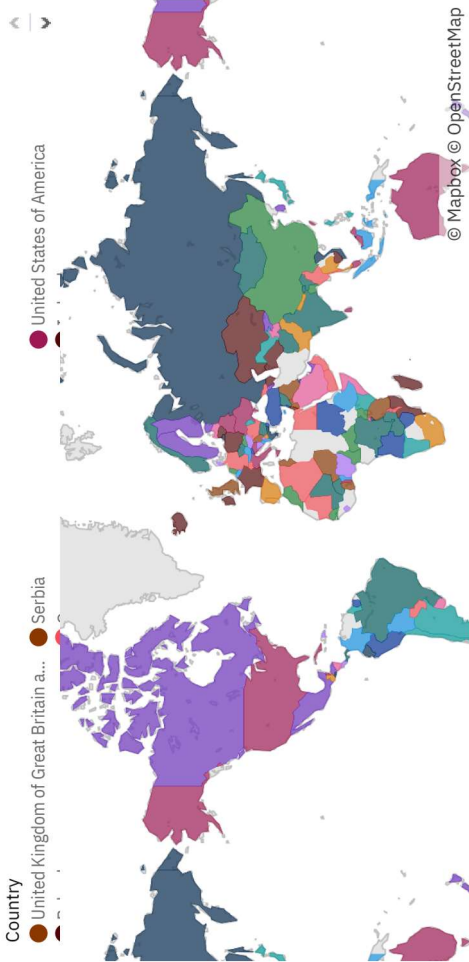 Country
United Kingdom of Great Britain a...
Serbia
United States of America
© Mapbox © OpenStreetMap